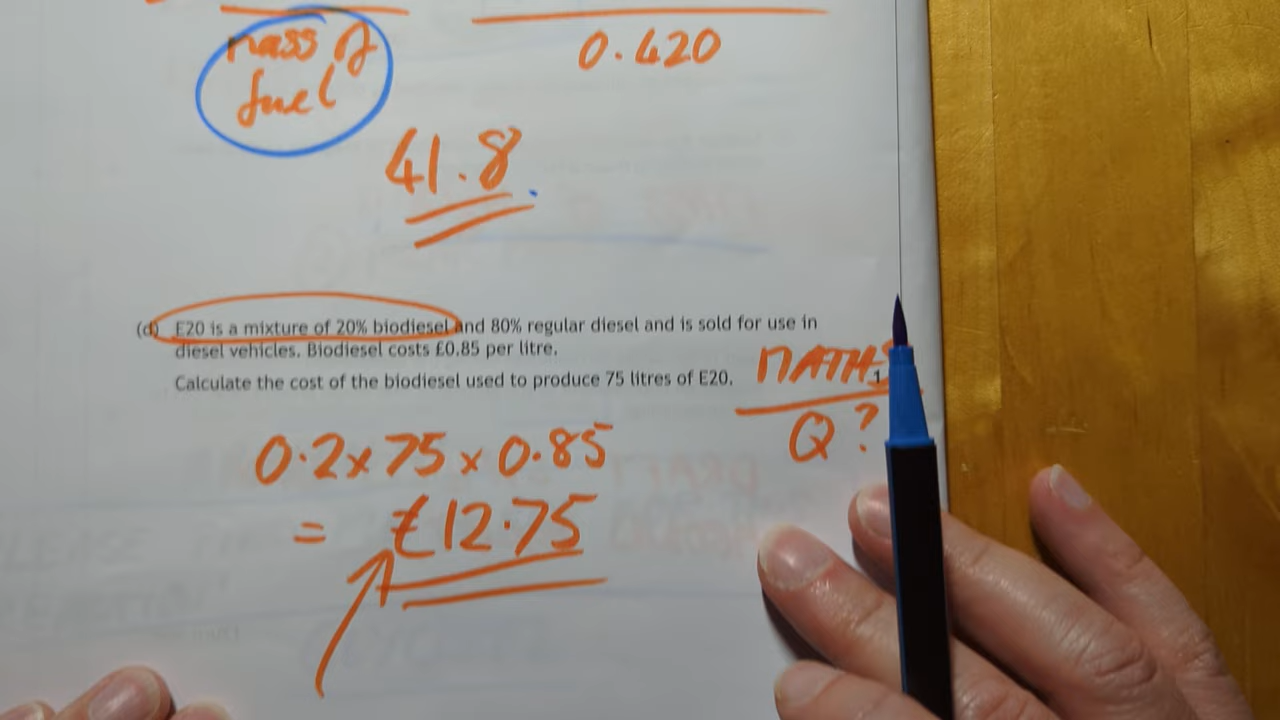 mass of
fuel
0.420
41.8
(d) E20 is a mixture of 20% biodiesel and 80% regular diesel and is sold for use in
diesel vehicles. Biodiesel costs £0.85 per litre.
Calculate the cost of the biodiesel used to produce 75 litres of E20.
MATHS
1
Q?
0.2 x 75 x 0.85
= £12.75